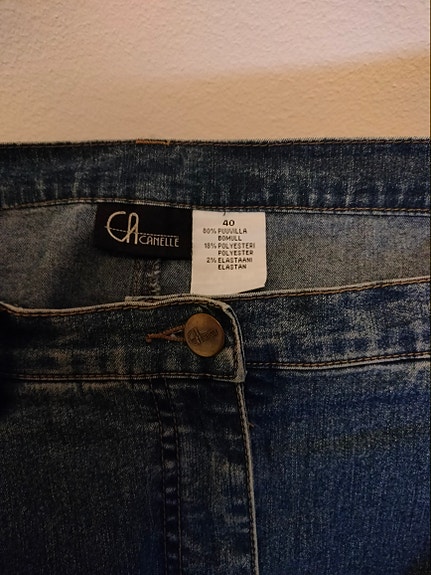 CA
CANELLE
40
80% PUUVILLA
BOMULL
18% POLYESTERI
POLYESTER
2% ELASTAANI
ELASTAN